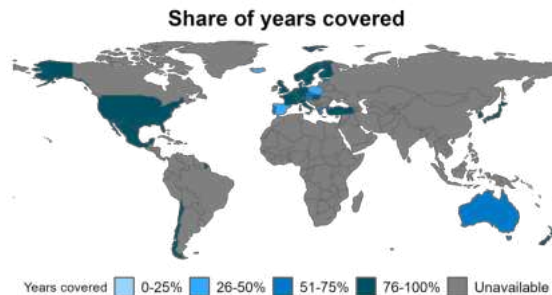 Share of years covered
Years covered 0-25% 26-50% 51-75% 76-100% Unavailable